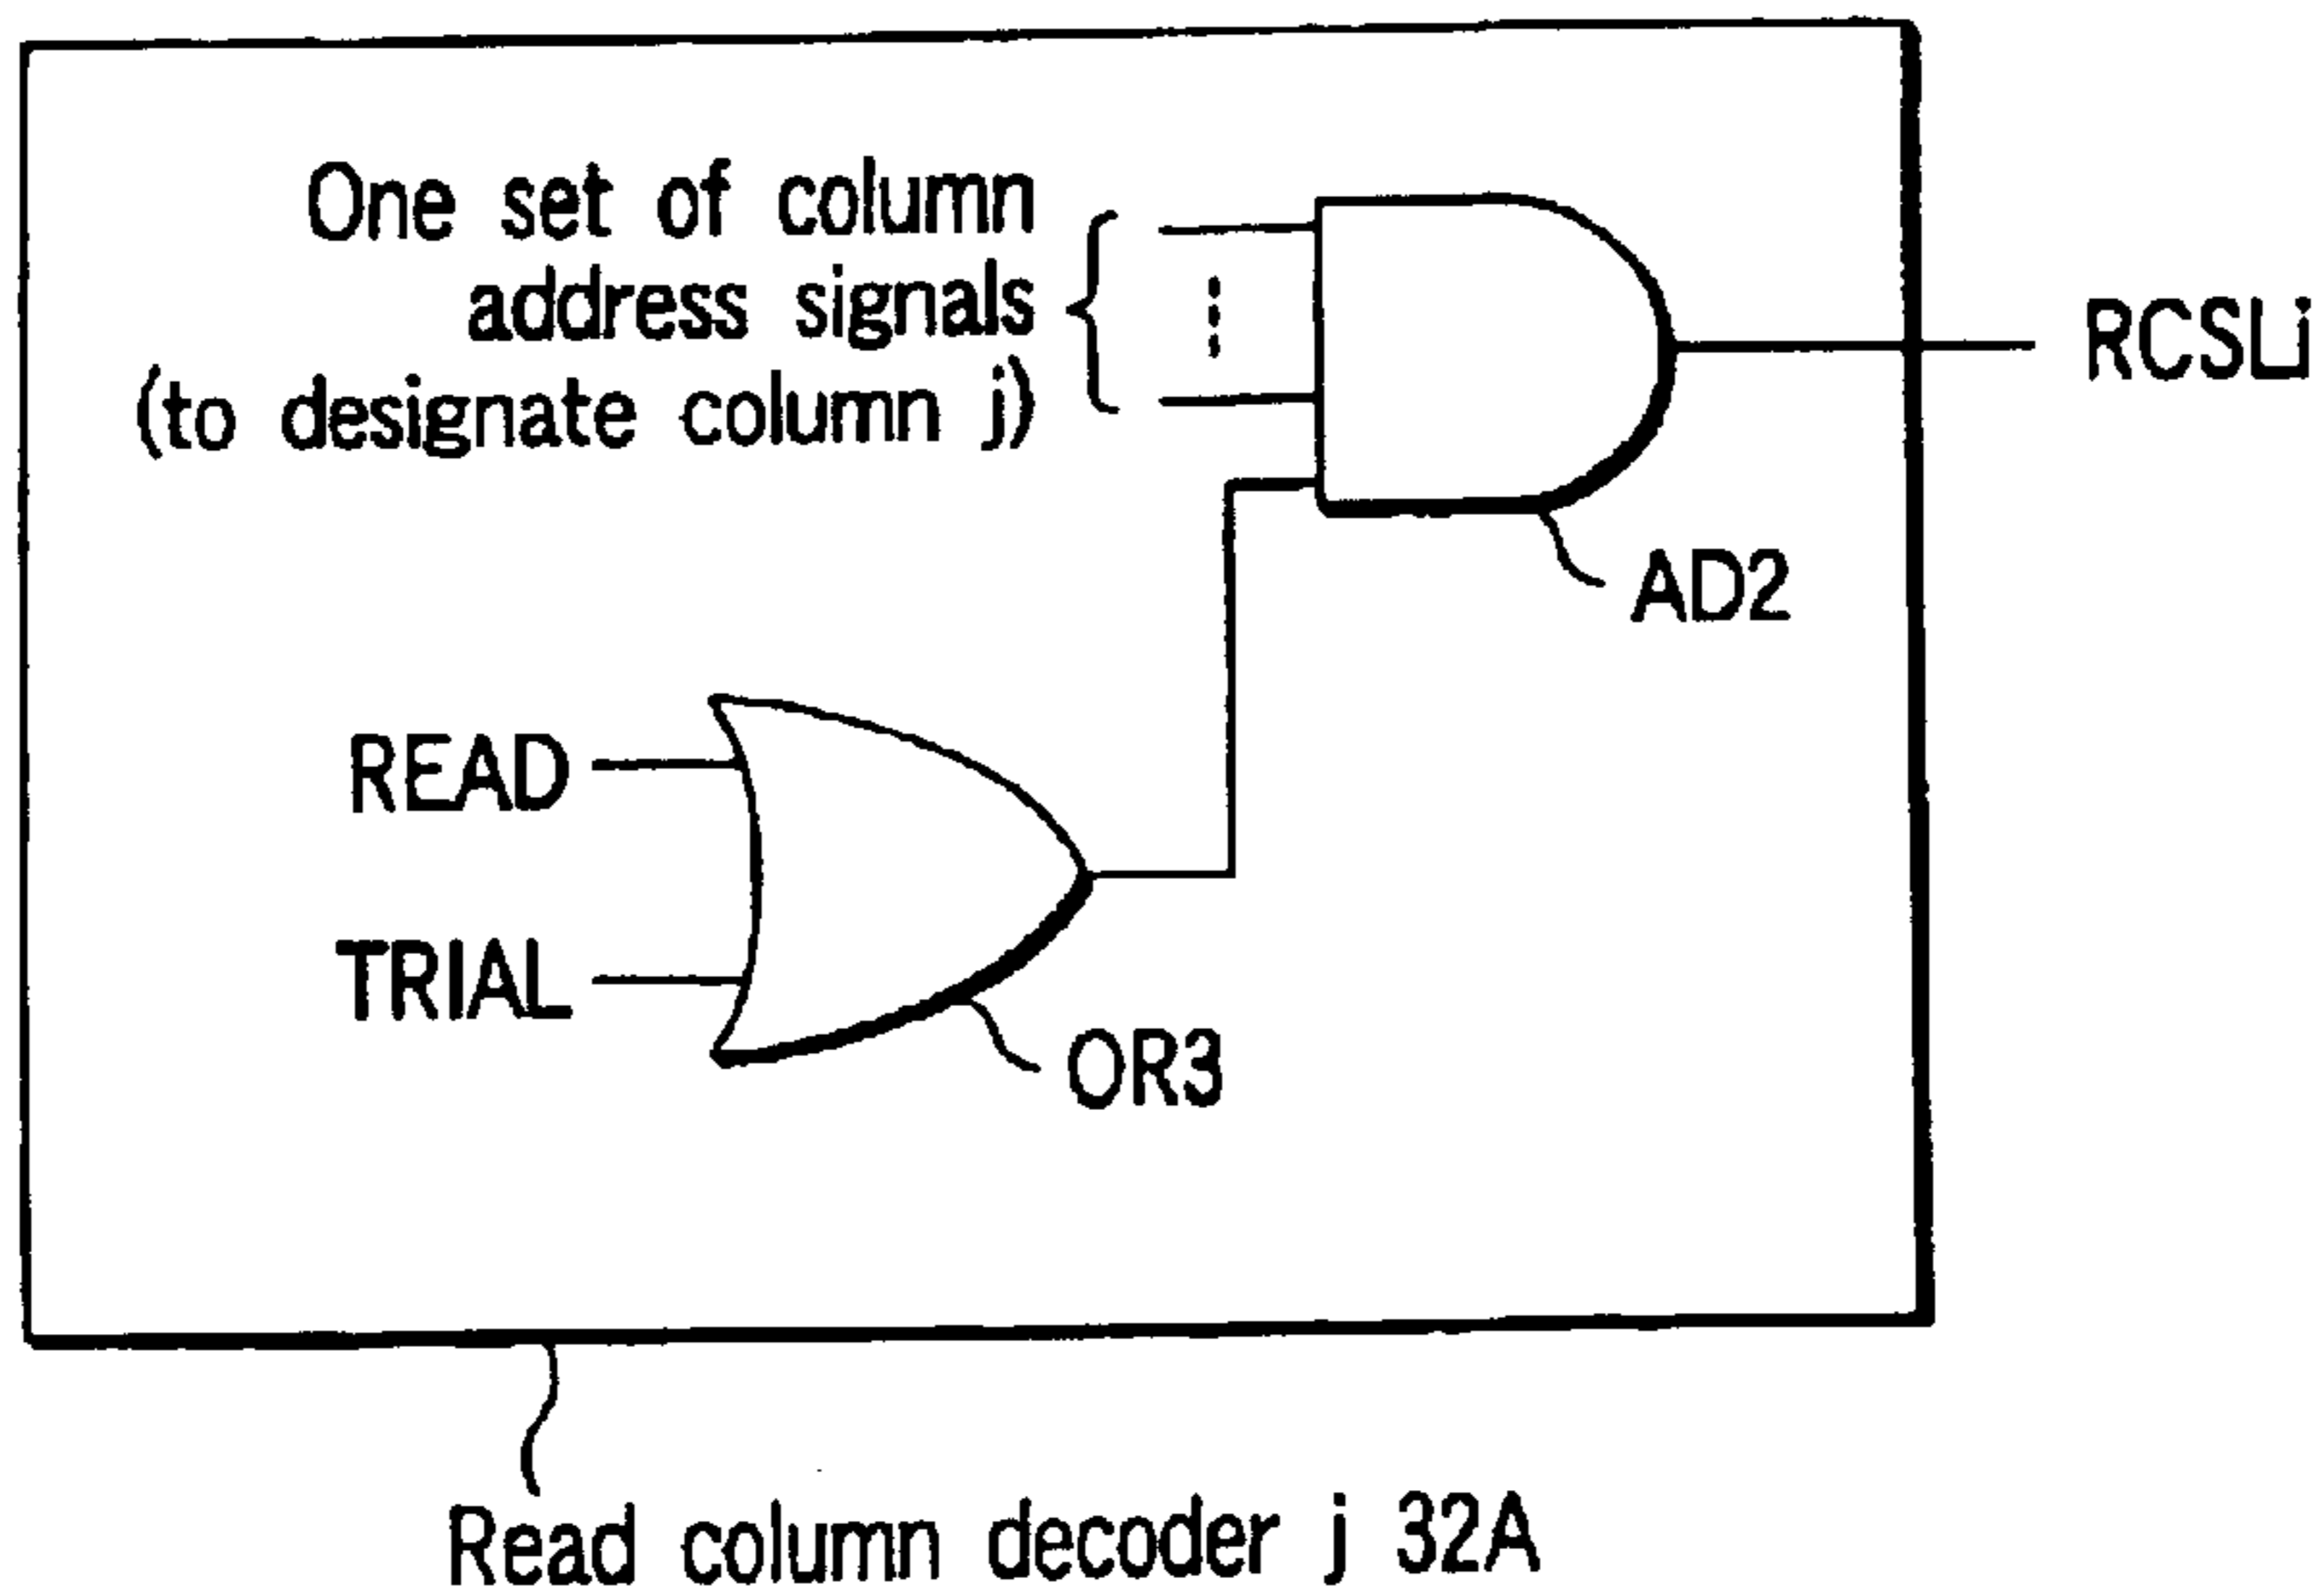 One set of column
address signals
(to designate column j)
RCSLi
AD2
READ
TRIAL
OR3
Read column decoder j 32A